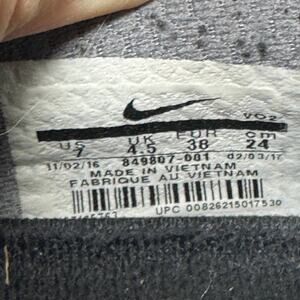 VO2
US UK EUR cm
7 4.5 38 24
11/02/16 849807-001 02/03/17
MADE IN VIETNAM
FABRIQUE AU VIETNAM
UPC 00826215017530